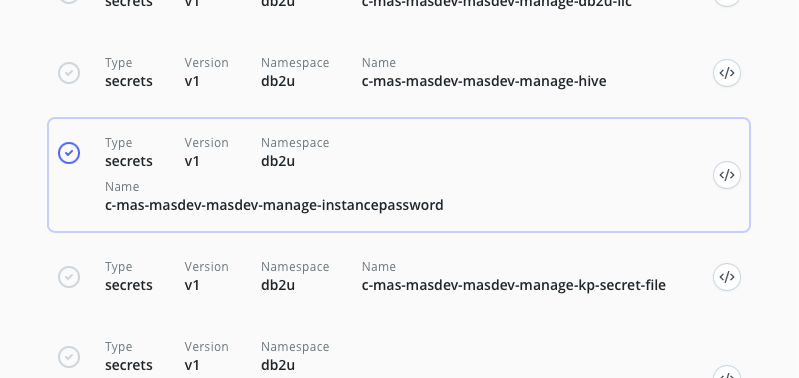 secrets v1 db2u c-mas-masdev-masdev-manage-db2u-lic
Type Version Namespace Name
secrets v1 db2u c-mas-masdev-masdev-manage-hive
</>
Type Version Namespace
secrets v1 db2u
</>
Name
c-mas-masdev-masdev-manage-instancepassword
Type Version Namespace Name
secrets v1 db2u c-mas-masdev-masdev-manage-kp-secret-file
</>
Type Version Namespace
secrets v1 db2u
</>